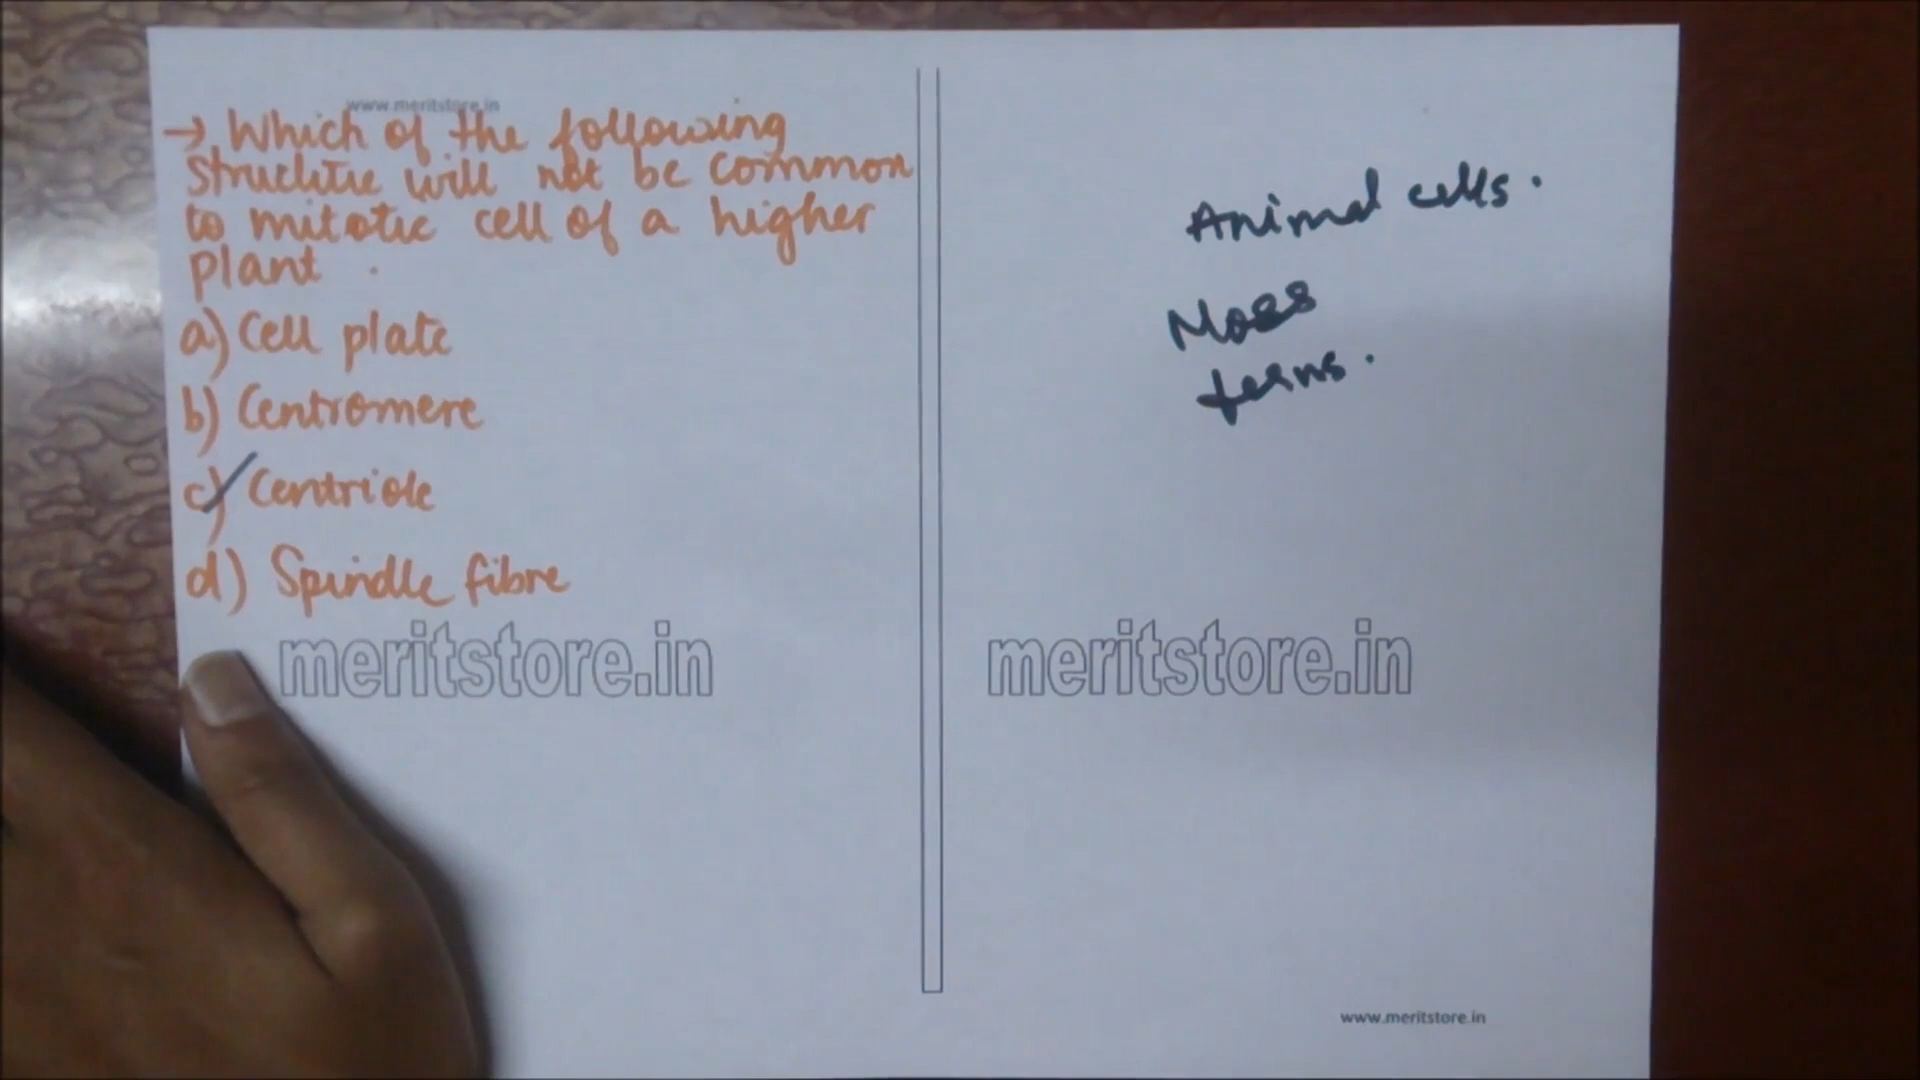 www.meritstore.in
→ Which of the following
structure will not be common
to mitotic cell of a higher
plant .
a) Cell plate
b) Centromere
c) Centriole
d) Spindle fibre
meritstore.in
Animal cells.
Moss
ferns.
meritstore.in
www.meritstore.in